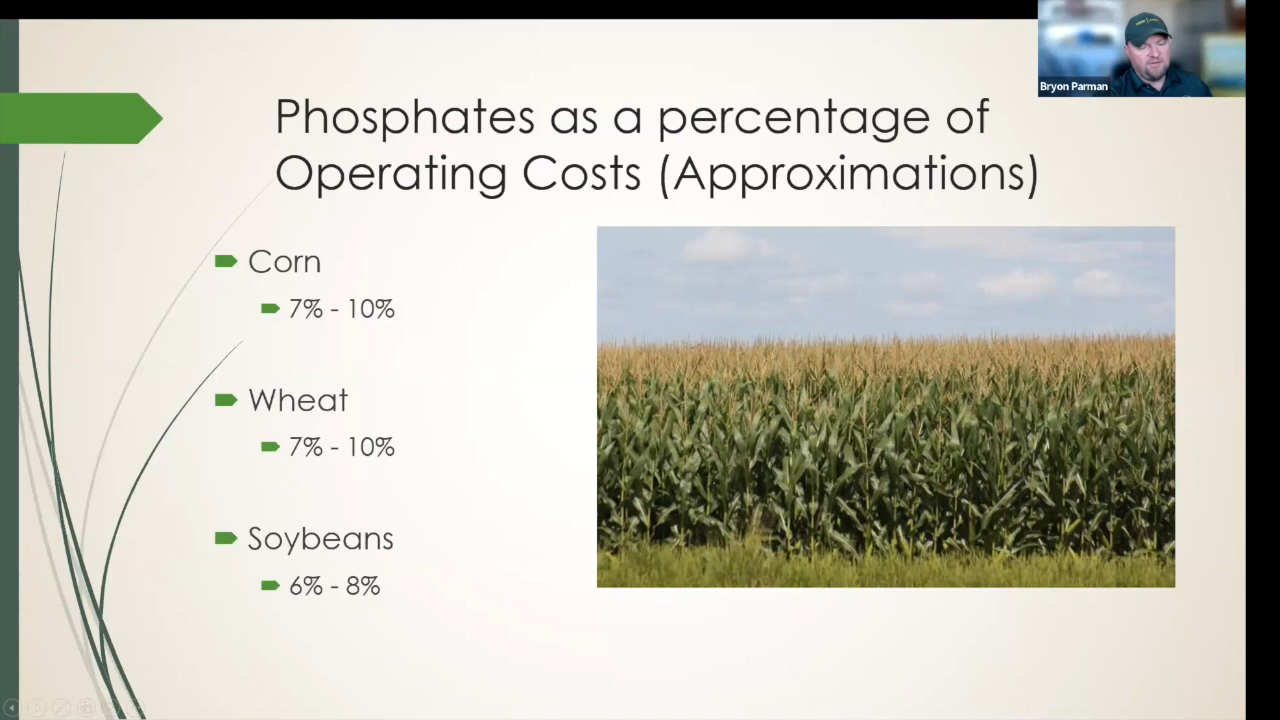 Bryon Parman
Phosphates as a percentage of
Operating Costs (Approximations)
Corn
7% - 10%
Wheat
7% - 10%
Soybeans
6% - 8%